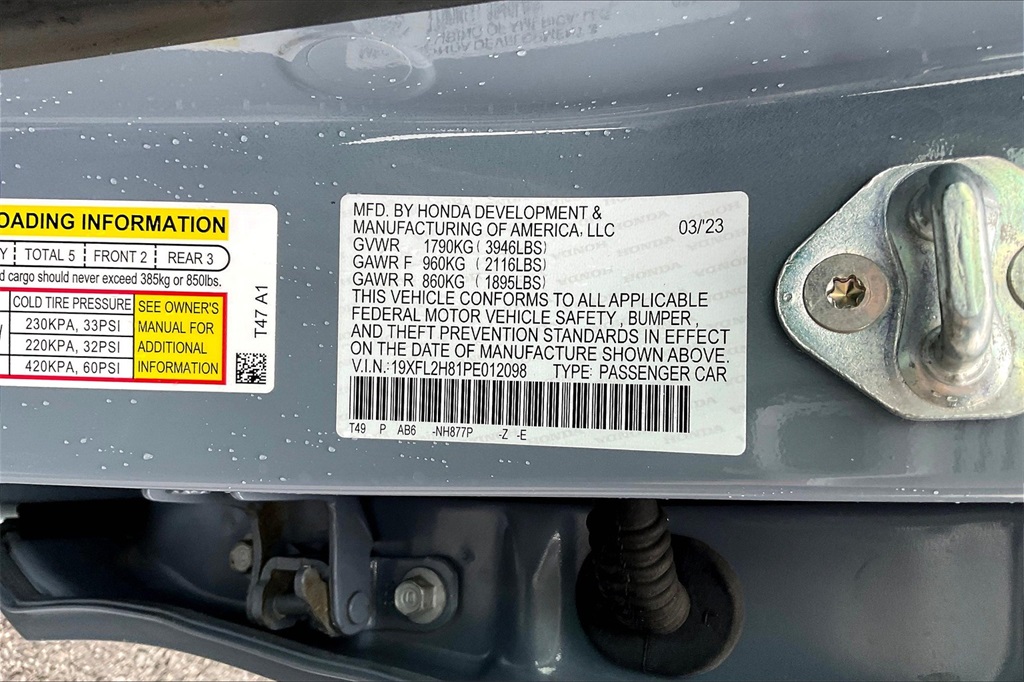 OADING INFORMATION
Y TOTAL 5 FRONT 2 REAR 3
d cargo should never exceed 385kg or 850lbs.
COLD TIRE PRESSURE
230KPA, 33PSI
220KPA, 32PSI
420KPA, 60PSI
SEE OWNER'S
MANUAL FOR
ADDITIONAL
INFORMATION
T47 A1
MFD. BY HONDA DEVELOPMENT &
MANUFACTURING OF AMERICA, LLC 03/'23
GVWR 1790KG (3946LBS)
GAWR F 960KG (2116LBS)
GAWR R 860KG (1895LBS)
THIS VEHICLE CONFORMS TO ALL APPLICABLE
FEDERAL MOTOR VEHICLE SAFETY , BUMPER ,
AND THEFT PREVENTION STANDARDS IN EFFECT
ON THE DATE OF MANUFACTURE SHOWN ABOVE.
V.I.N.: 19XFL2H81PE012098 TYPE: PASSENGER CAR
T49 P AB6 -NH877P -Z -E